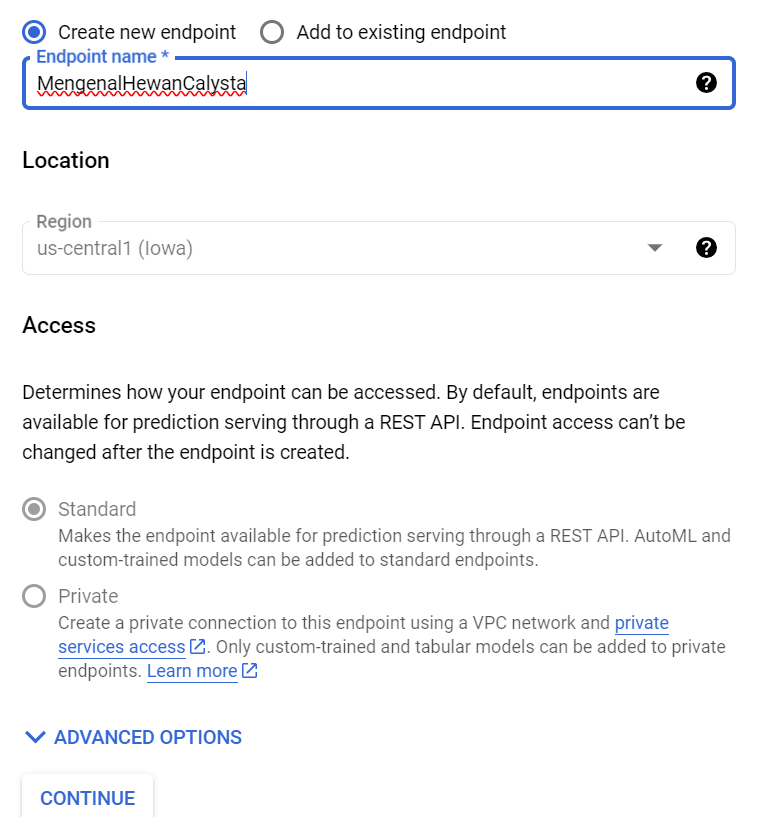 Create new endpoint Add to existing endpoint
Endpoint name *
MengenalHewanCalysta
Location
Region
us-central1 (Iowa)
Access
Determines how your endpoint can be accessed. By default, endpoints are
available for prediction serving through a REST API. Endpoint access can’t be
changed after the endpoint is created.
Standard
Makes the endpoint available for prediction serving through a REST API. AutoML and
custom-trained models can be added to standard endpoints.
Private
Create a private connection to this endpoint using a VPC network and private
services access. Only custom-trained and tabular models can be added to private
endpoints. Learn more
ADVANCED OPTIONS
CONTINUE